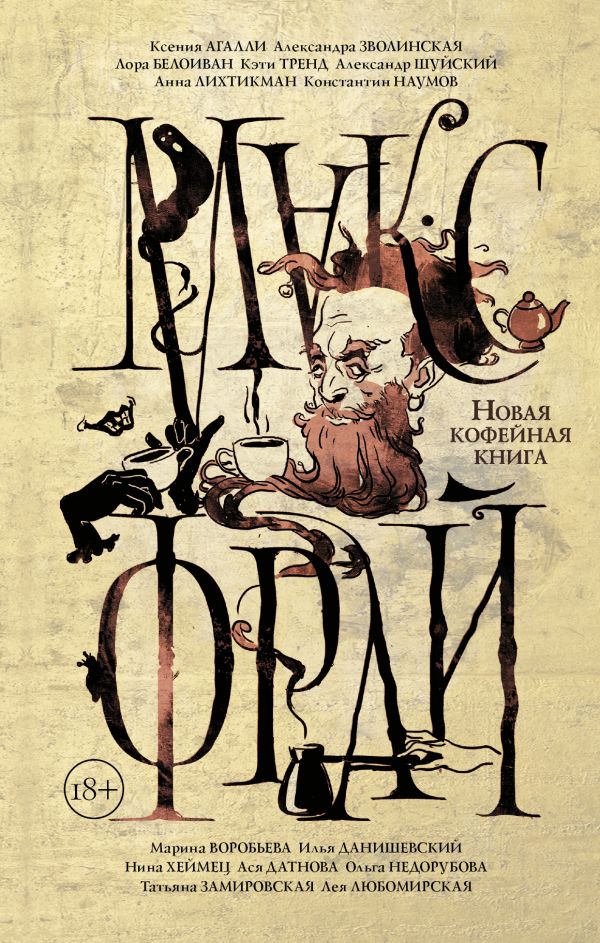 Ксения АГАЛЛИ Александра ЗВОЛИНСКАЯ
Лора БЕЛОИВАН Кэти ТРЕНД Александр ШУЙСКИЙ
Анна ЛИХТИКМАН Константин НАУМОВ
МАКС
НОВАЯ
КОФЕЙНАЯ
КНИГА
ФРАЙ
18+
Марина ВОРОБЬЕВА Илья ДАНИШЕВСКИЙ
Нина ХЕЙМЕЦ Ася ДАТНОВА Ольга НЕДОРУБОВА
Татьяна ЗАМИРОВСКАЯ Лея ЛЮБОМИРСКАЯ